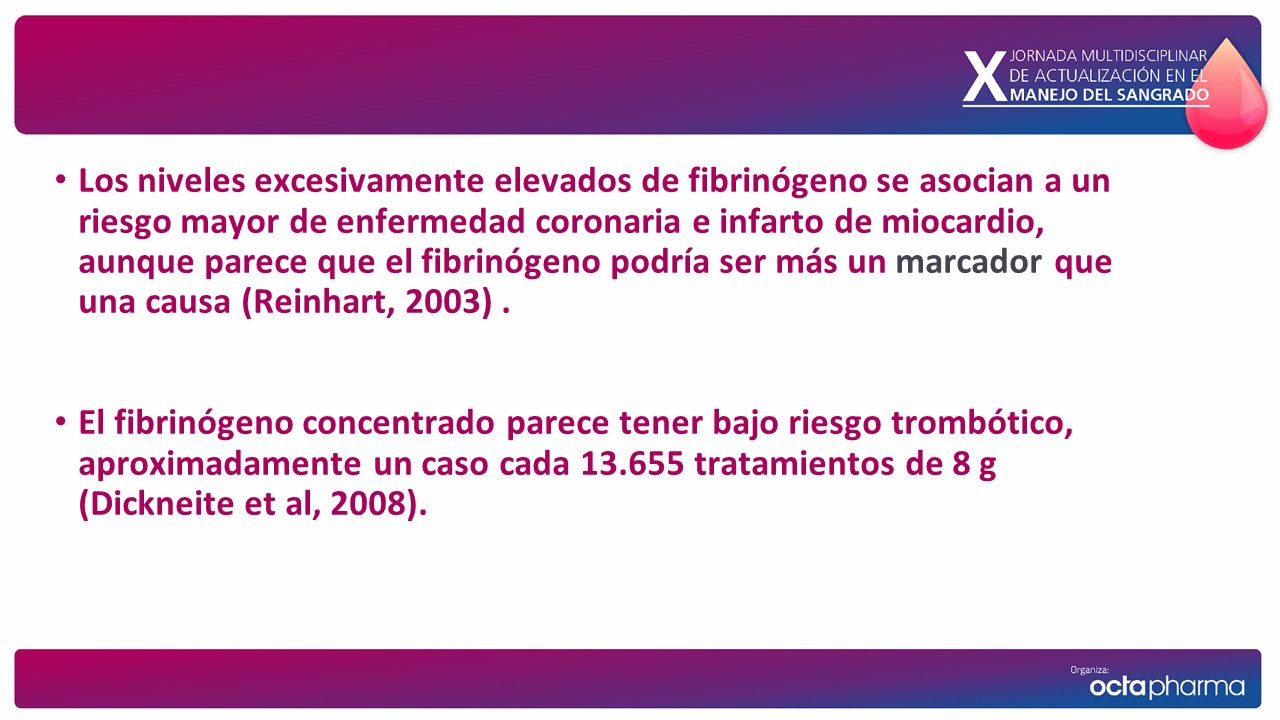 X JORNADA MULTIDISCIPLINAR
DE ACTUALIZACIÓN EN EL
MANEJO DEL SANGRADO
• Los niveles excesivamente elevados de fibrinógeno se asocian a un
riesgo mayor de enfermedad coronaria e infarto de miocardio,
aunque parece que el fibrinógeno podría ser más un marcador que
una causa (Reinhart, 2003) .
• El fibrinógeno concentrado parece tener bajo riesgo trombótico,
aproximadamente un caso cada 13.655 tratamientos de 8 g
(Dickneite et al, 2008).
Organiza:
octapharma